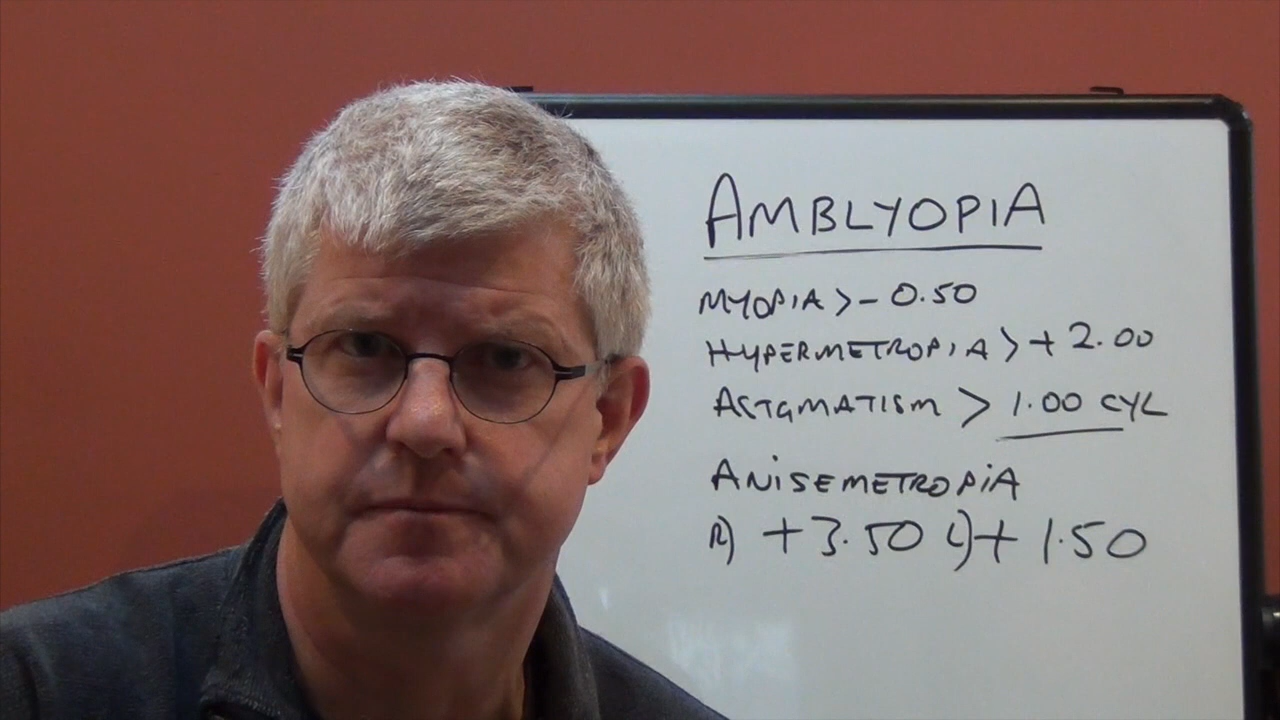 AMBLYOPIA
MYOPIA > - 0.50
HYPERMETROPIA > + 2.00
ASTGMATISM > 1.00 CYL
ANISEMETROPIA
R) +3.50 L)+ 1.50